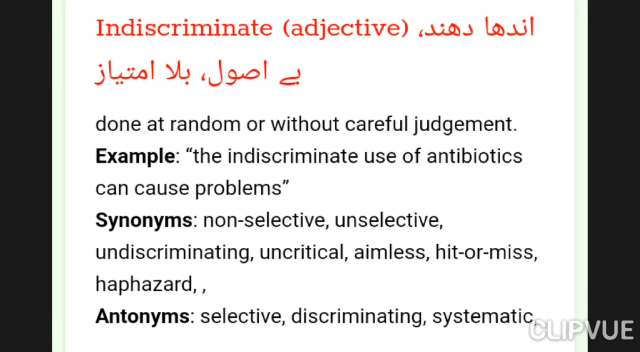 Indiscriminate (adjective) اندھا دھند،
بے اصول، بلا امتیاز
done at random or without careful judgement.
Example: “the indiscriminate use of antibiotics
can cause problems”
Synonyms: non-selective, unselective,
undiscriminating, uncritical, aimless, hit-or-miss,
haphazard, ,
Antonyms: selective, discriminating, systematic,
CLIPVUE